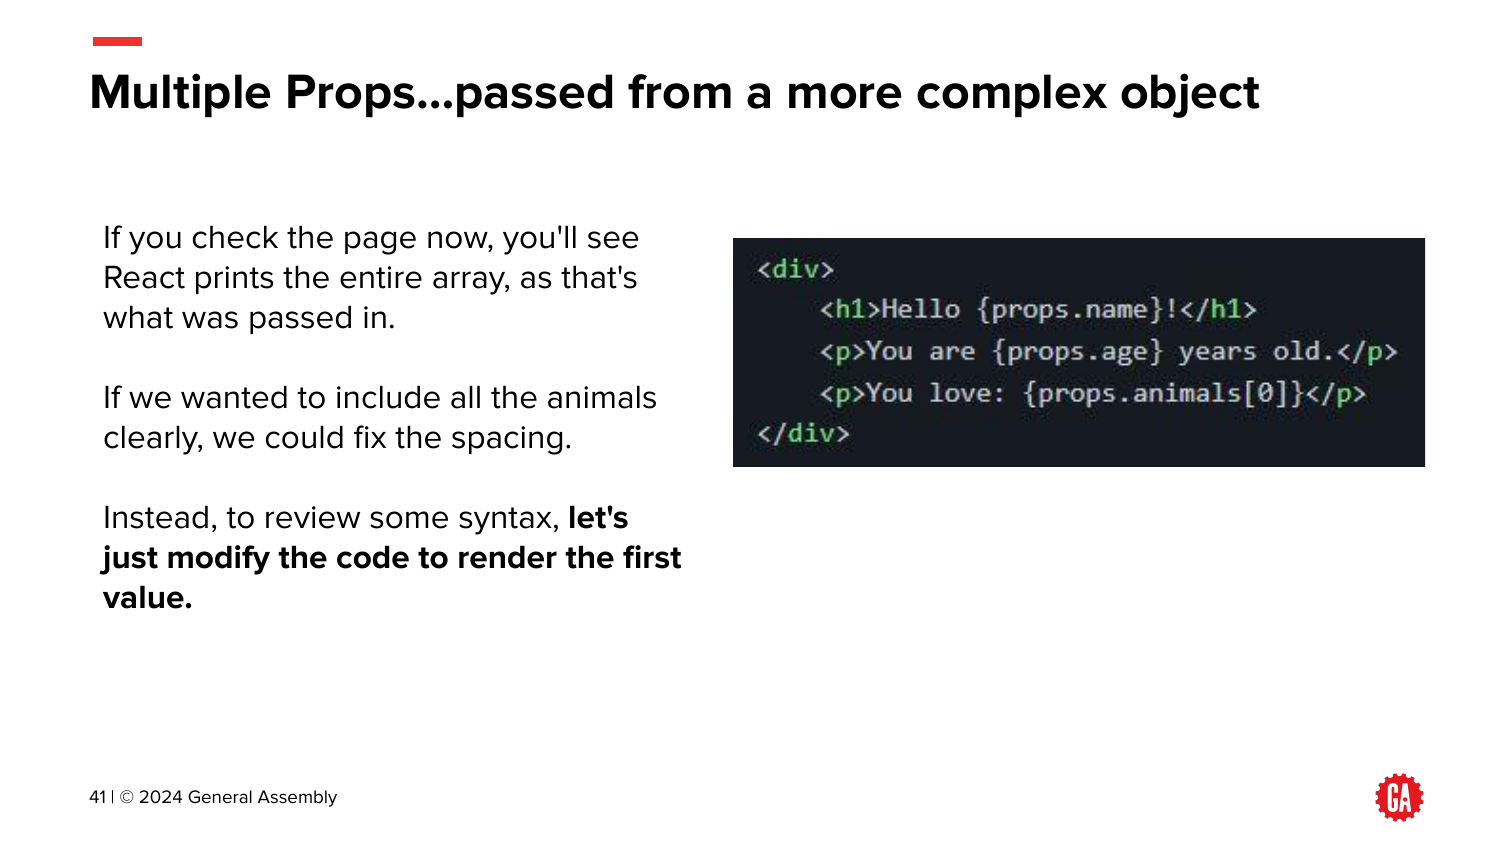 Multiple Props...passed from a more complex object
If you check the page now, you'll see
React prints the entire array, as that's
what was passed in.
If we wanted to include all the animals
clearly, we could fix the spacing.
Instead, to review some syntax, let's
just modify the code to render the first
value.
<div>
    <h1>Hello {props.name}!</h1>
    <p>You are {props.age} years old.</p>
    <p>You love: {props.animals[0]}</p>
</div>
41 | © 2024 General Assembly
GA